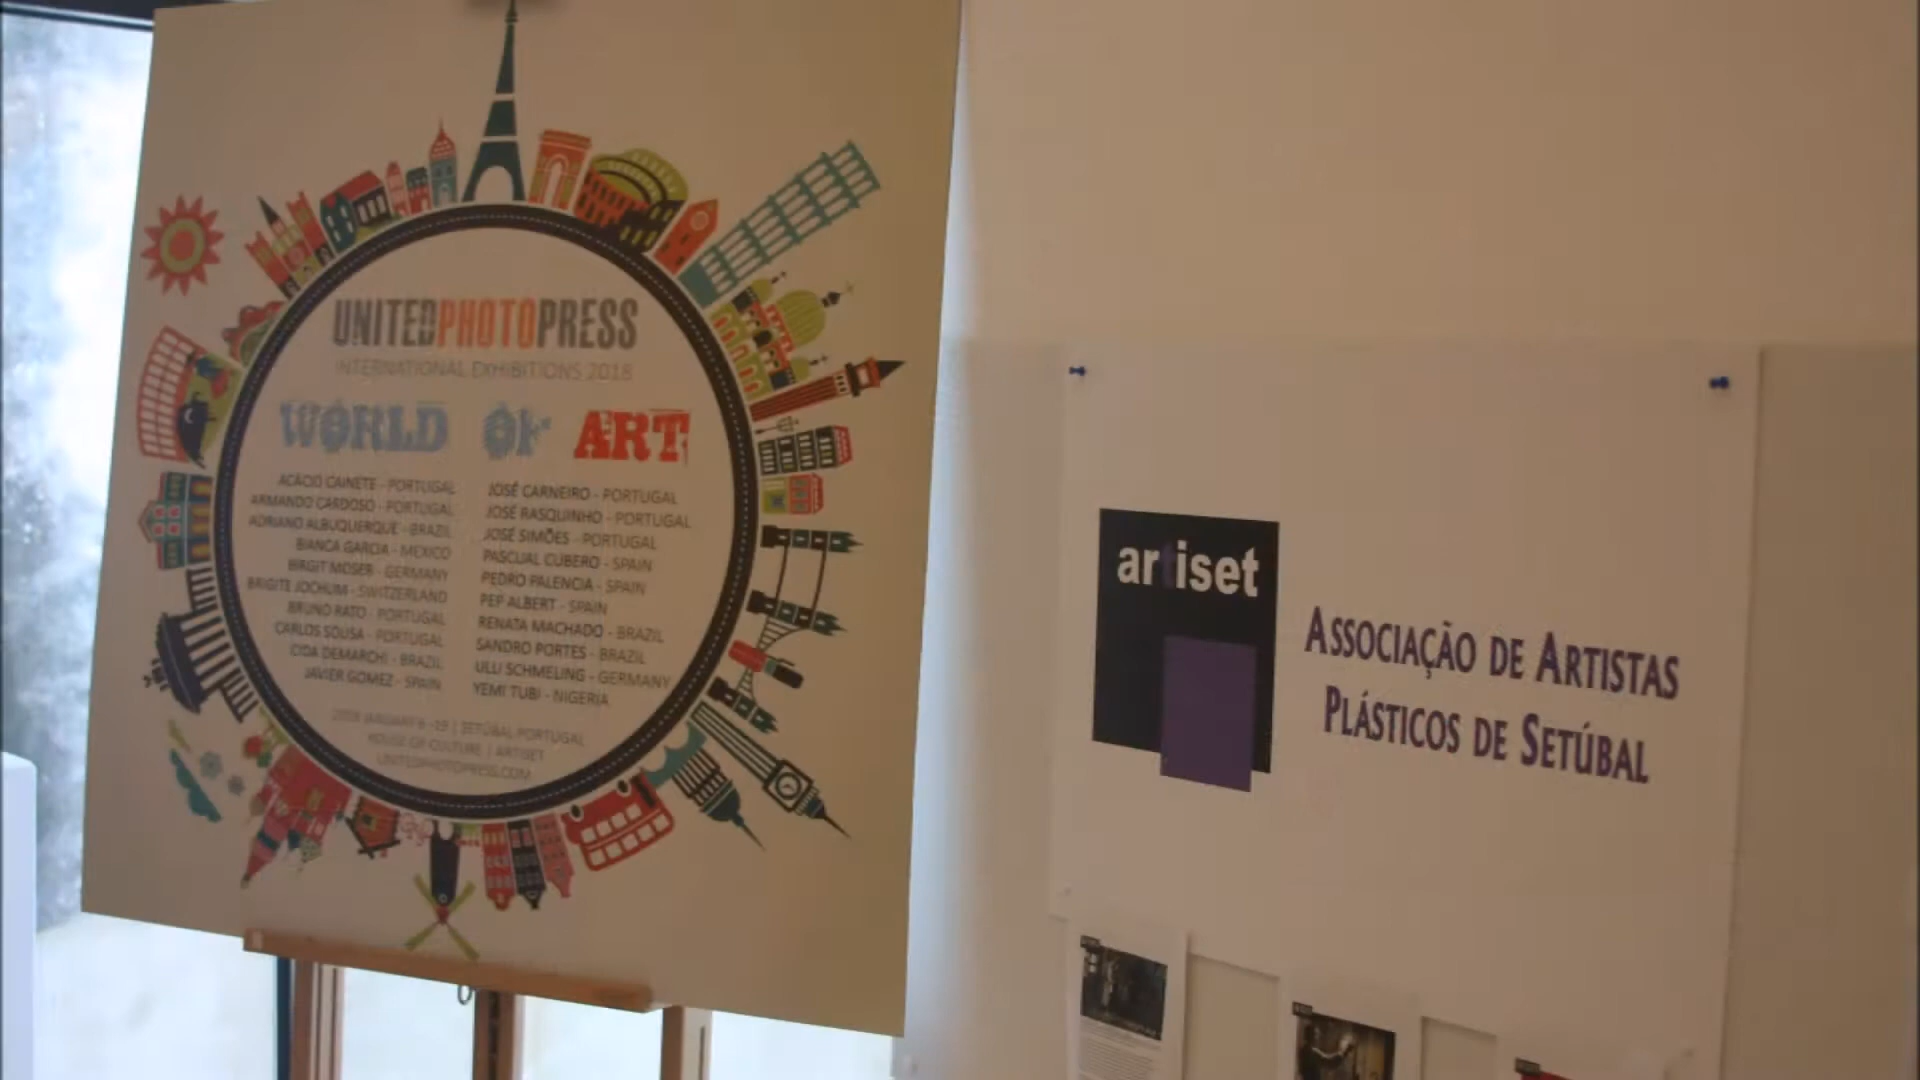 UNITEDPHOTOPRESS
INTERNATIONAL EXHIBITIONS 2018
WORLD OF ART
ACÁCIO CAINETE - PORTUGAL
ARMANDO CARDOSO - PORTUGAL
ADRIANO ALBUQUERQUE - BRAZIL
BIANCA GARCIA - MEXICO
BIRGIT MOSER - GERMANY
BRIGITE JOCHUM - SWITZERLAND
BRUNO RATO - PORTUGAL
CARLOS SOUSA - PORTUGAL
CIDA DEMARCHI - BRAZIL
JAVIER GOMEZ - SPAIN
JOSÉ CARNEIRO - PORTUGAL
JOSÉ RASQUINHO - PORTUGAL
JOSÉ SIMÕES - PORTUGAL
PASCUAL CUBERO - SPAIN
PEDRO PALENCIA - SPAIN
PEP ALBERT - SPAIN
RENATA MACHADO - BRAZIL
SANDRO PORTES - BRAZIL
ULLI SCHMELING - GERMANY
YEMI TUBI - NIGERIA
2018 JANUARY 6 -19 | SETÚBAL PORTUGAL
HOUSE OF CULTURE | ARTISET
UNITEDPHOTOPRESS.COM
artiset
ASSOCIAÇÃO DE ARTISTAS
PLÁSTICOS DE SETÚBAL